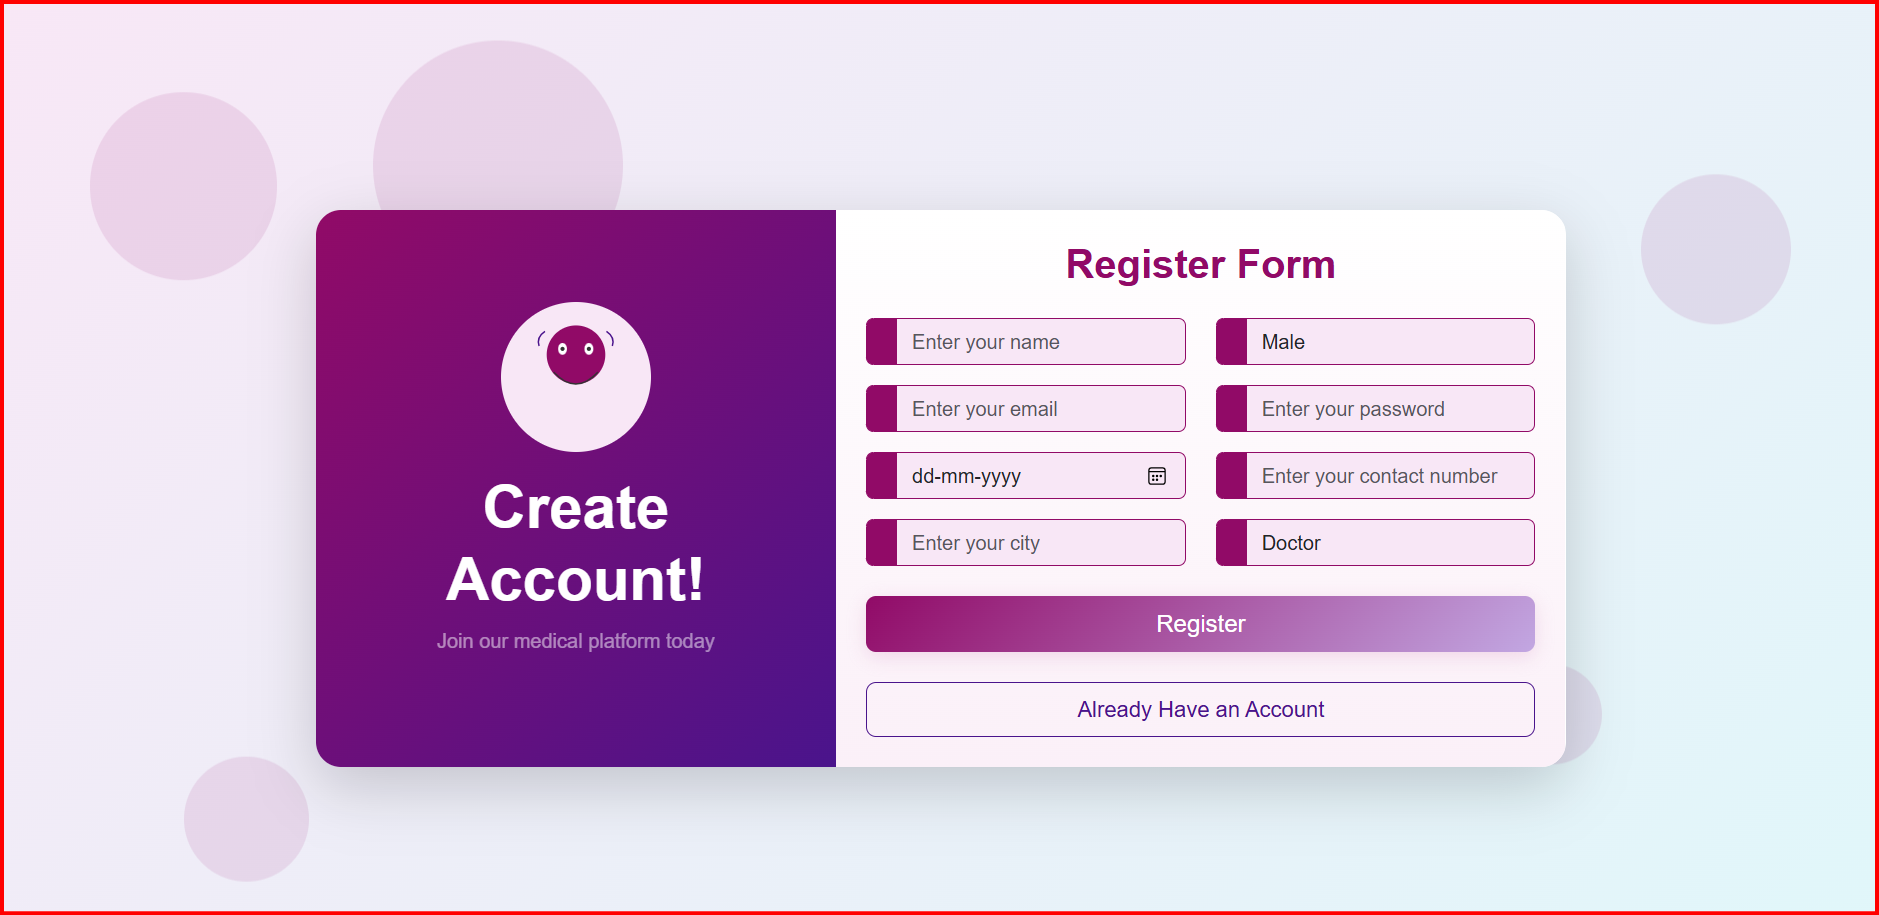 Create
Account!
Join our medical platform today
Register Form
Enter your name
Male
Enter your email
Enter your password
dd-mm-yyyy
Enter your contact number
Enter your city
Doctor
Register
Already Have an Account